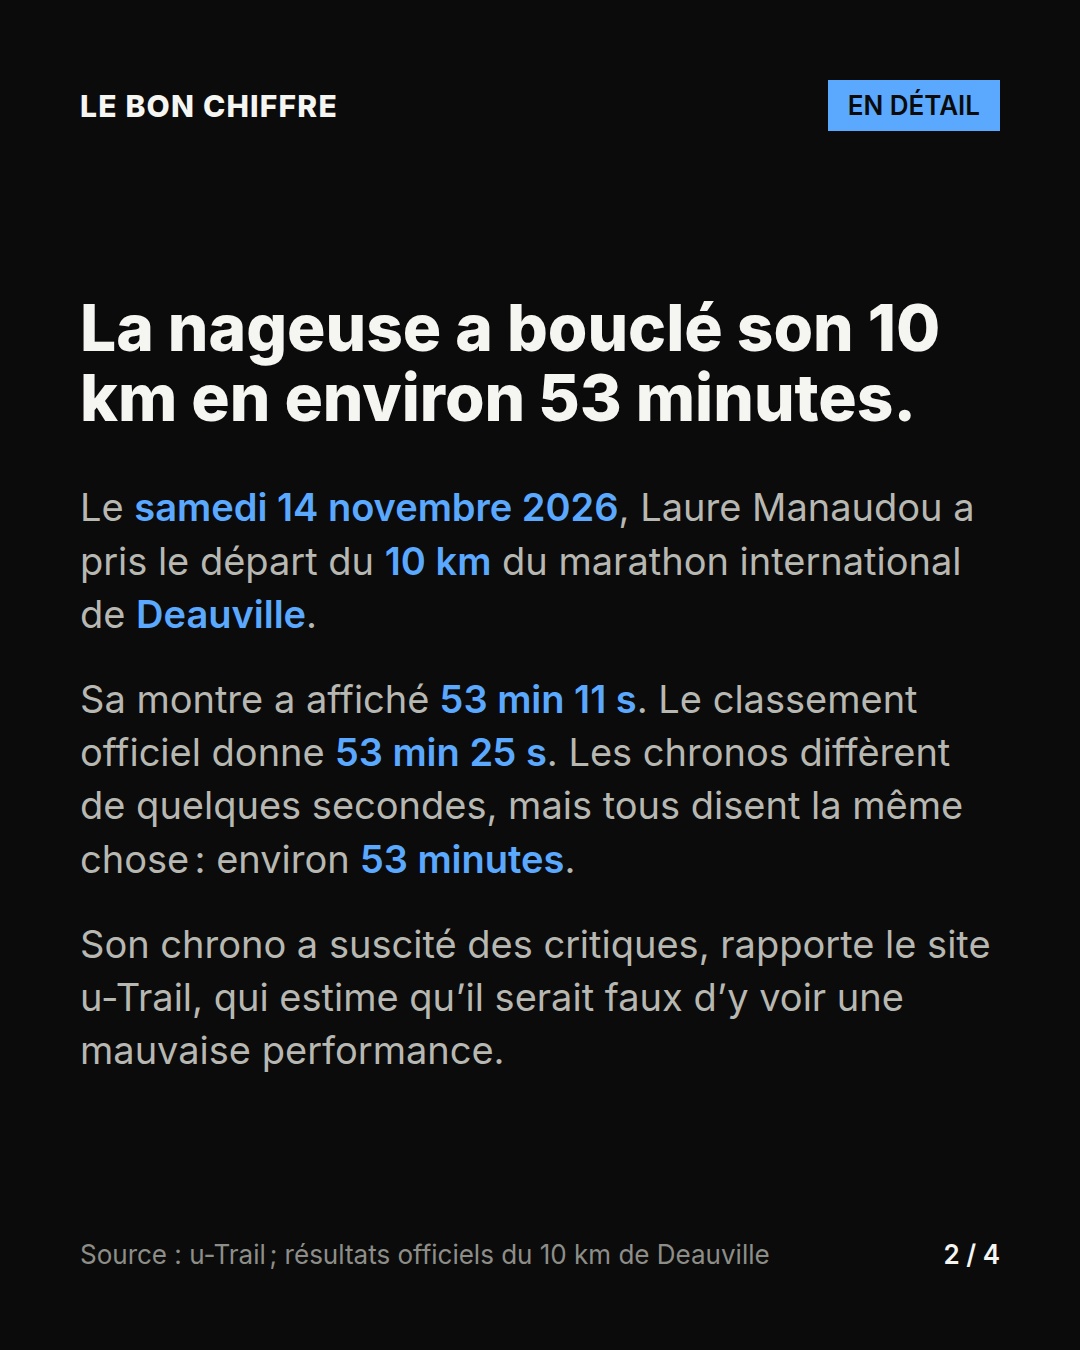 LE BON CHIFFRE
EN DÉTAIL
La nageuse a bouclé son 10
km en environ 53 minutes.
Le samedi 14 novembre 2026, Laure Manaudou a
pris le départ du 10 km du marathon international
de Deauville.
Sa montre a affiché 53 min 11 s. Le classement
officiel donne 53 min 25 s. Les chronos diffèrent
de quelques secondes, mais tous disent la même
chose : environ 53 minutes.
Son chrono a suscité des critiques, rapporte le site
u-Trail, qui estime qu’il serait faux d’y voir une
mauvaise performance.
Source : u-Trail ; résultats officiels du 10 km de Deauville
2 / 4